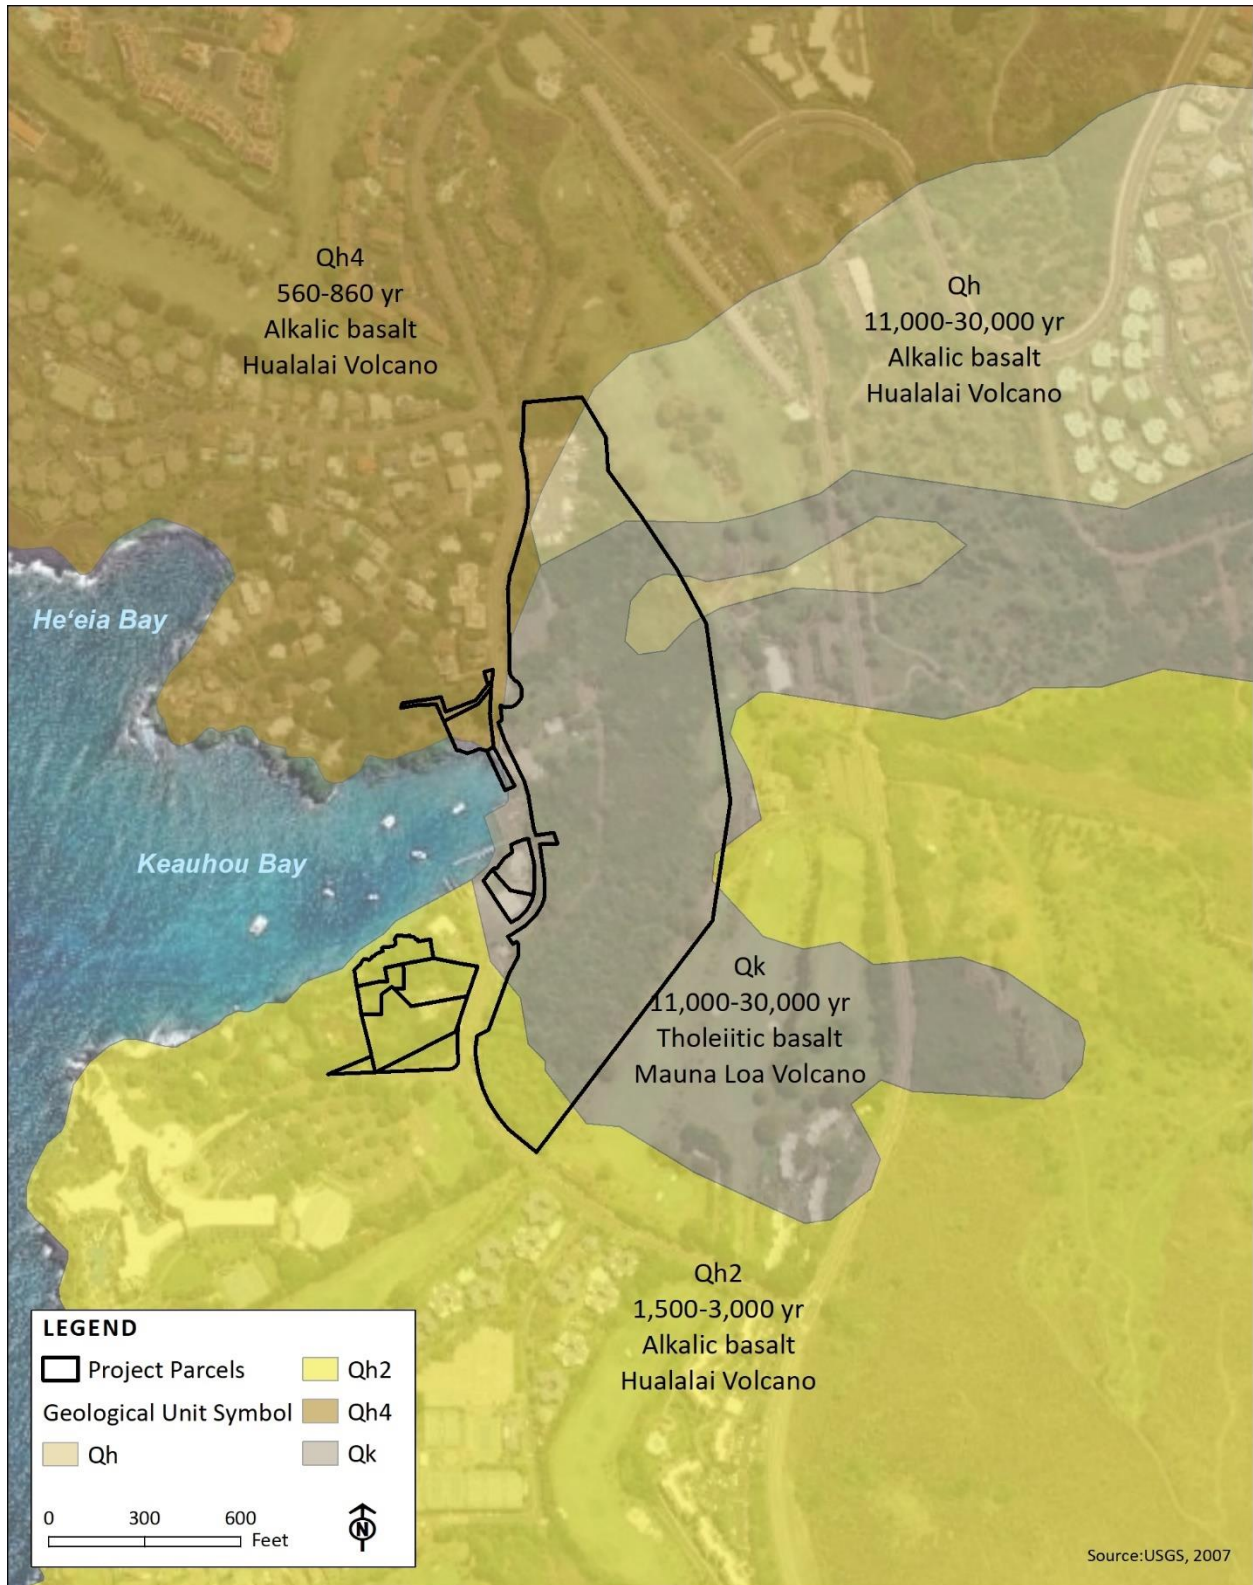 Qh4
560-860 yr
Alkalic basalt
Hualalai Volcano
Qh
11,000-30,000 yr
Alkalic basalt
Hualalai Volcano
He‘eia Bay
Keauhou Bay
Qk
11,000-30,000 yr
Tholeiitic basalt
Mauna Loa Volcano
Qh2
1,500-3,000 yr
Alkalic basalt
Hualalai Volcano
LEGEND
Project Parcels
Geological Unit Symbol
Qh
Qh2
Qh4
Qk
0 300 600
Feet
N
Source:USGS, 2007